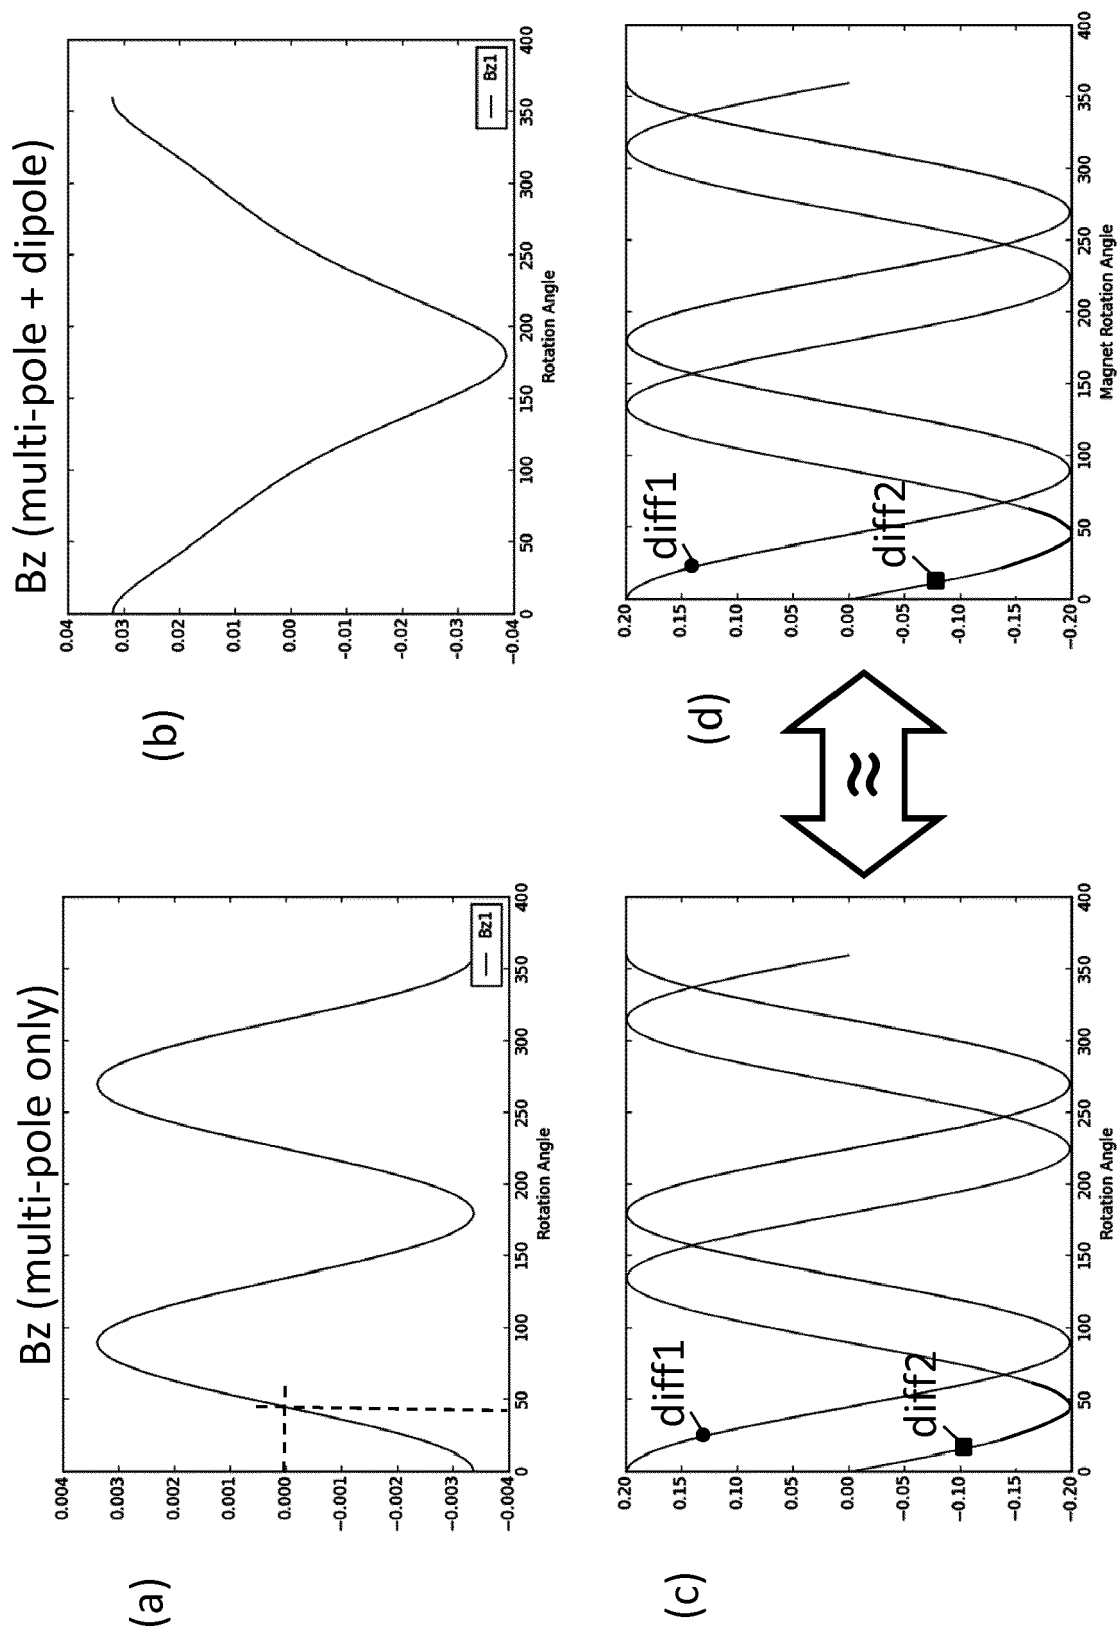 Bz (multi-pole only)
(a)
0.004
0.003
0.002
0.001
0.000
−0.001
−0.002
−0.003
−0.004
0 50 100 150 200 250 300 350 400
Rotation Angle
Bz1
Bz (multi-pole + dipole)
(b)
0.04
0.03
0.02
0.01
0.00
−0.01
−0.02
−0.03
−0.04
0 50 100 150 200 250 300 350 400
Rotation Angle
Bz1
(c)
0.20
0.15
0.10
0.05
0.00
−0.05
−0.10
−0.15
−0.20
diff1
diff2
0 50 100 150 200 250 300 350 400
Rotation Angle
≈
(d)
0.20
0.15
0.10
0.05
0.00
−0.05
−0.10
−0.15
−0.20
diff1
diff2
0 50 100 150 200 250 300 350 400
Magnet Rotation Angle